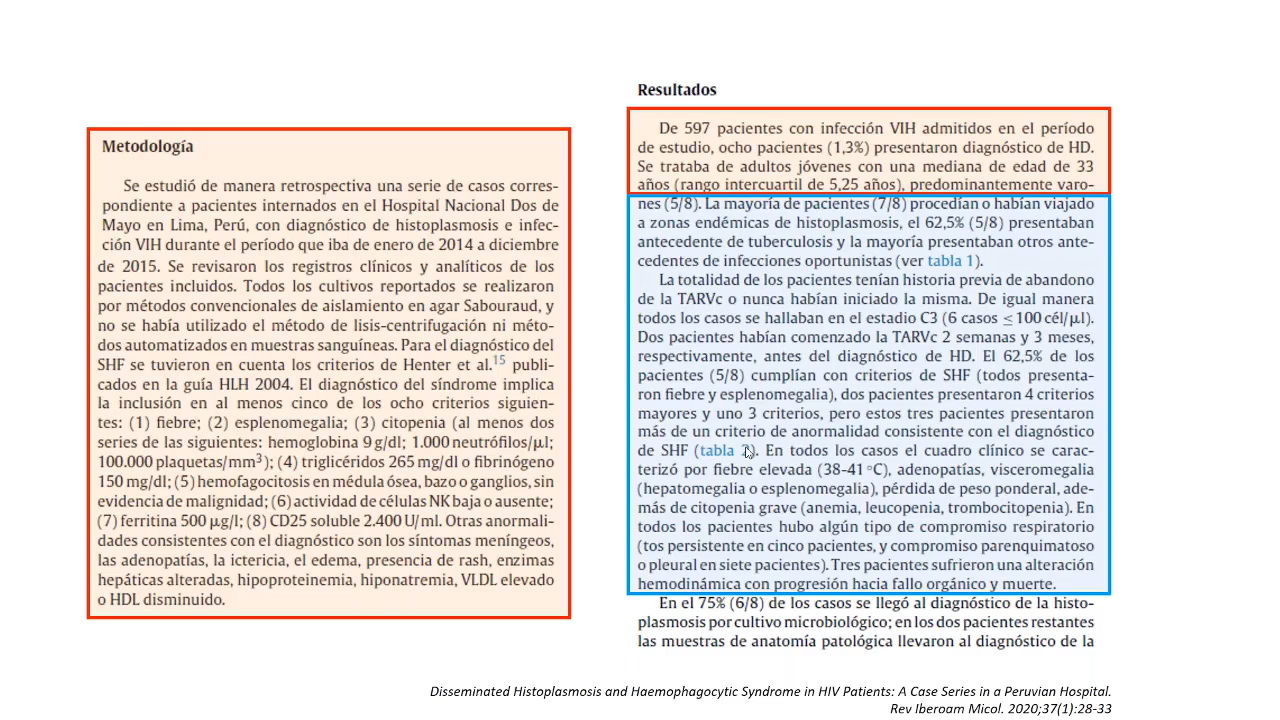 Metodología
Se estudió de manera retrospectiva una serie de casos corres-
pondiente a pacientes internados en el Hospital Nacional Dos de
Mayo en Lima, Perú, con diagnóstico de histoplasmosis e infec-
ción VIH durante el período que iba de enero de 2014 a diciembre
de 2015. Se revisaron los registros clínicos y analíticos de los
pacientes incluidos. Todos los cultivos reportados se realizaron
por métodos convencionales de aislamiento en agar Sabouraud, y
no se había utilizado el método de lisis-centrifugación ni méto-
dos automatizados en muestras sanguíneas. Para el diagnóstico del
SHF se tuvieron en cuenta los criterios de Henter et al.15 publi-
cados en la guía HLH 2004. El diagnóstico del síndrome implica
la inclusión en al menos cinco de los ocho criterios siguien-
tes: (1) fiebre; (2) esplenomegalia; (3) citopenia (al menos dos
series de las siguientes: hemoglobina 9 g/dl; 1.000 neutrófilos/μl;
100.000 plaquetas/mm3); (4) triglicéridos 265 mg/dl o fibrinógeno
150 mg/dl; (5) hemofagocitosis en médula ósea, bazo o ganglios, sin
evidencia de malignidad; (6) actividad de células NK baja o ausente;
(7) ferritina 500 μg/l; (8) CD25 soluble 2.400 U/ml. Otras anormali-
dades consistentes con el diagnóstico son los síntomas meníngeos,
las adenopatías, la ictericia, el edema, presencia de rash, enzimas
hepáticas alteradas, hipoproteinemia, hiponatremia, VLDL elevado
o HDL disminuido.
Resultados
De 597 pacientes con infección VIH admitidos en el período
de estudio, ocho pacientes (1,3%) presentaron diagnóstico de HD.
Se trataba de adultos jóvenes con una mediana de edad de 33
años (rango intercuartil de 5,25 años), predominantemente varo-
nes (5/8). La mayoría de pacientes (7/8) procedían o habían viajado
a zonas endémicas de histoplasmosis, el 62,5% (5/8) presentaban
antecedente de tuberculosis y la mayoría presentaban otros ante-
cedentes de infecciones oportunistas (ver tabla 1).
La totalidad de los pacientes tenían historia previa de abandono
de la TARVc o nunca habían iniciado la misma. De igual manera
todos los casos se hallaban en el estadio C3 (6 casos ≤ 100 cél/μl).
Dos pacientes habían comenzado la TARVc 2 semanas y 3 meses,
respectivamente, antes del diagnóstico de HD. El 62,5% de los
pacientes (5/8) cumplían con criterios de SHF (todos presenta-
ron fiebre y esplenomegalia), dos pacientes presentaron 4 criterios
mayores y uno 3 criterios, pero estos tres pacientes presentaron
más de un criterio de anormalidad consistente con el diagnóstico
de SHF (tabla 2). En todos los casos el cuadro clínico se carac-
terizó por fiebre elevada (38-41 °C), adenopatías, visceromegalia
(hepatomegalia o esplenomegalia), pérdida de peso ponderal, ade-
más de citopenia grave (anemia, leucopenia, trombocitopenia). En
todos los pacientes hubo algún tipo de compromiso respiratorio
(tos persistente en cinco pacientes, y compromiso parenquimatoso
o pleural en siete pacientes). Tres pacientes sufrieron una alteración
hemodinámica con progresión hacia fallo orgánico y muerte.
En el 75% (6/8) de los casos se llegó al diagnóstico de la histo-
plasmosis por cultivo microbiológico; en los dos pacientes restantes
las muestras de anatomía patológica llevaron al diagnóstico de la
Disseminated Histoplasmosis and Haemophagocytic Syndrome in HIV Patients: A Case Series in a Peruvian Hospital.
Rev Iberoam Micol. 2020;37(1):28-33